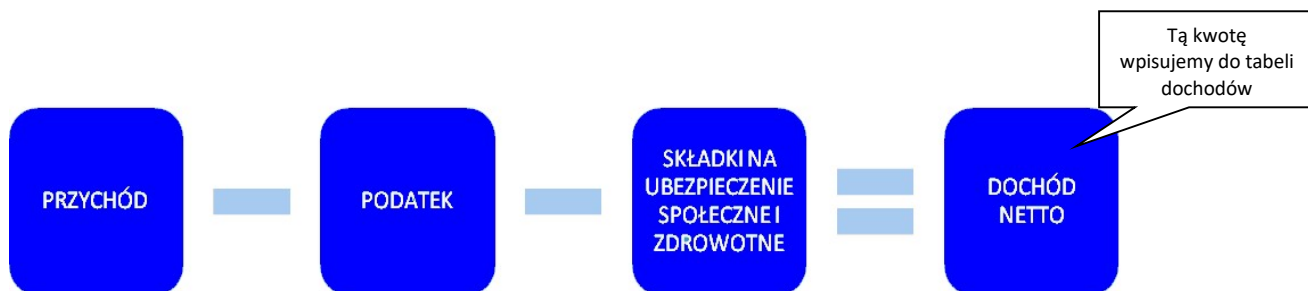 Tą kwotę
wpisujemy do tabeli
dochodów
PRZYCHÓD
PODATEK
SKŁADKI NA
UBEZPIECZENIE
SPOŁECZNE I
ZDROWOTNE
DOCHÓD
NETTO